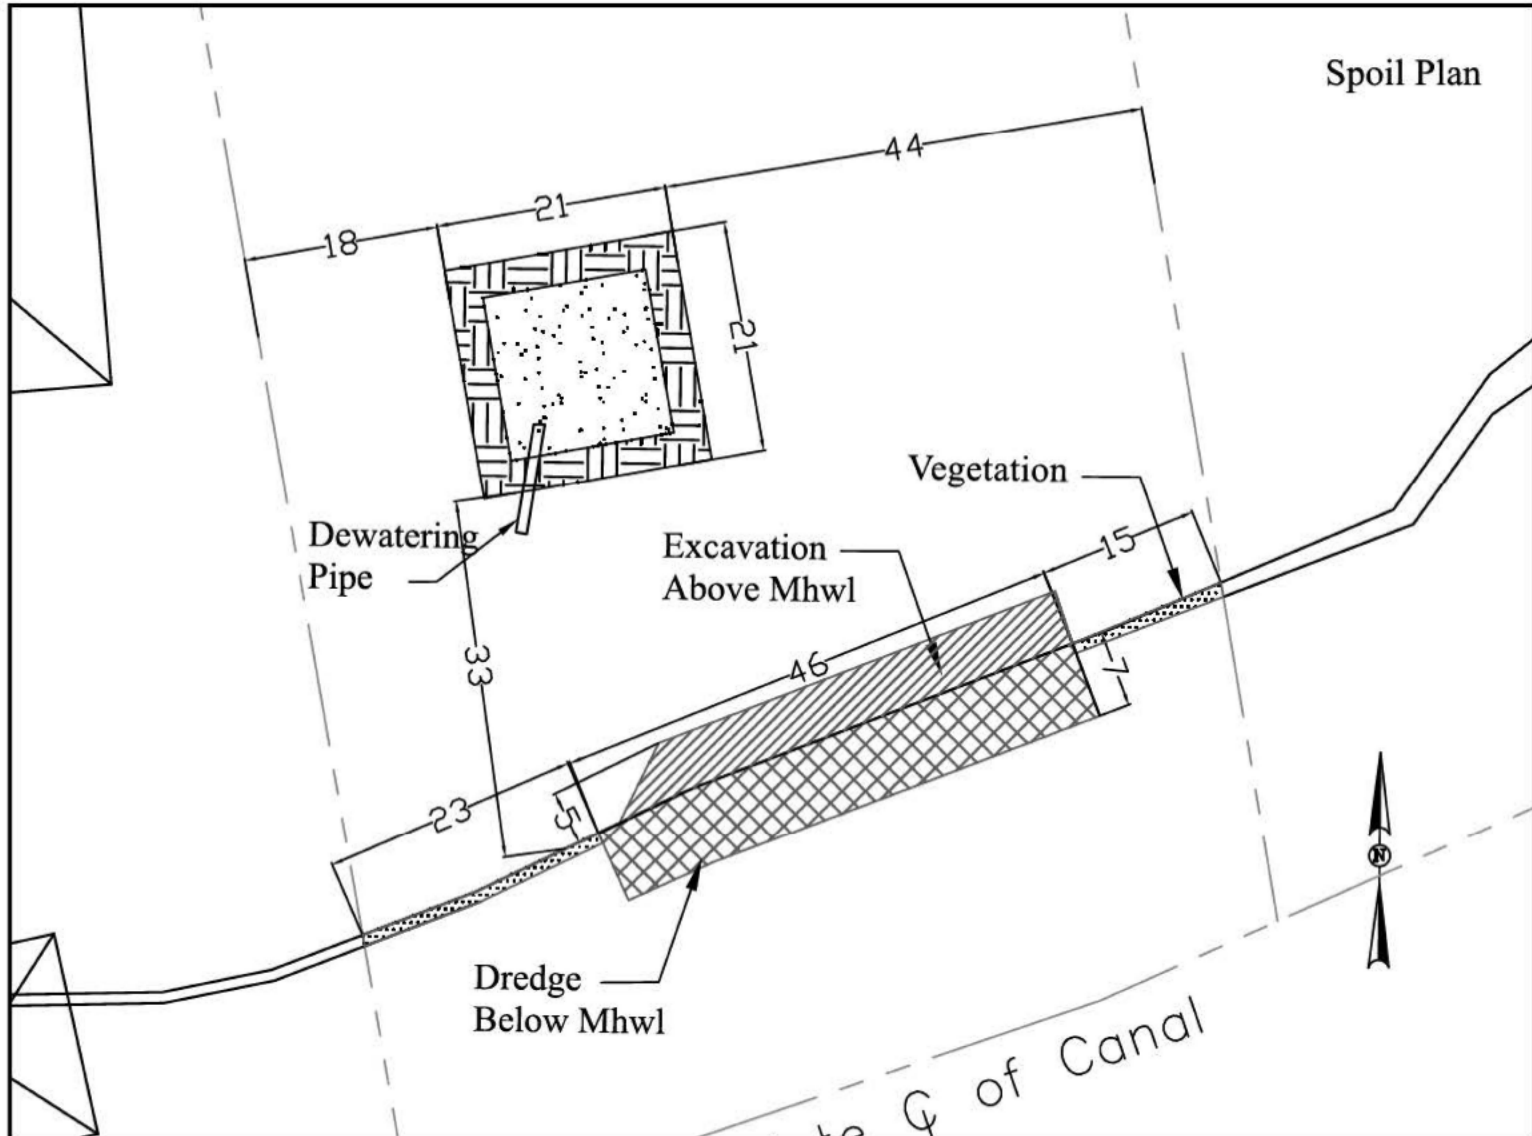 Spoil Plan
44
21
18
21
Vegetation
Dewatering
Pipe
Excavation
Above Mhwl
15
33
46
7
23
5
N
Dredge
Below Mhwl
℄ of Canal